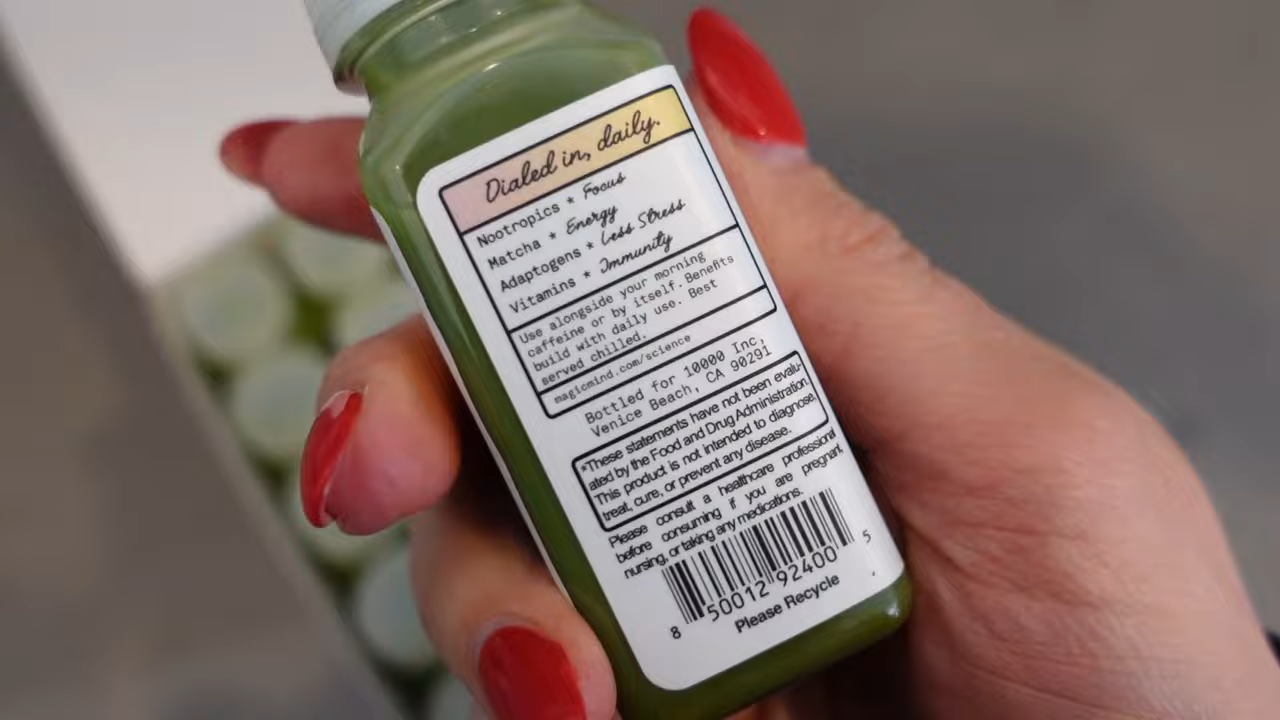 Dialed in, daily.
Nootropics * Focus
Matcha * Energy
Adaptogens * Less Stress
Vitamins * Immunity
Use alongside your morning
caffeine or by itself. Benefits
build with daily use. Best
served chilled.
magicmind.com/science
Bottled for 10000 Inc,
Venice Beach, CA 90291
*These statements have not been evalu-
ated by the Food and Drug Administration.
This product is not intended to diagnose,
treat, cure, or prevent any disease.
Please consult a healthcare professional
before consuming if you are pregnant,
nursing, or taking any medications.
8 50012 92400 5
Please Recycle